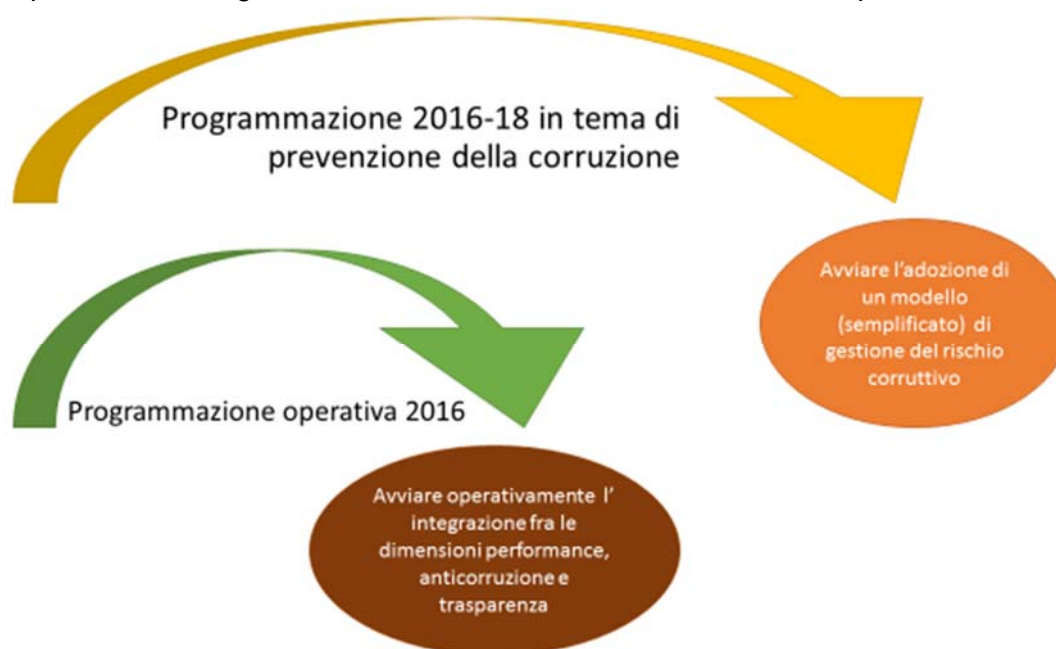 Programmazione 2016-18 in tema di
prevenzione della corruzione
Avviare l'adozione di
un modello
(semplificato) di
gestione del rischio
corruttivo
Programmazione operativa 2016
Avviare operativamente l'
integrazione fra le
dimensioni performance,
anticorruzione e
trasparenza